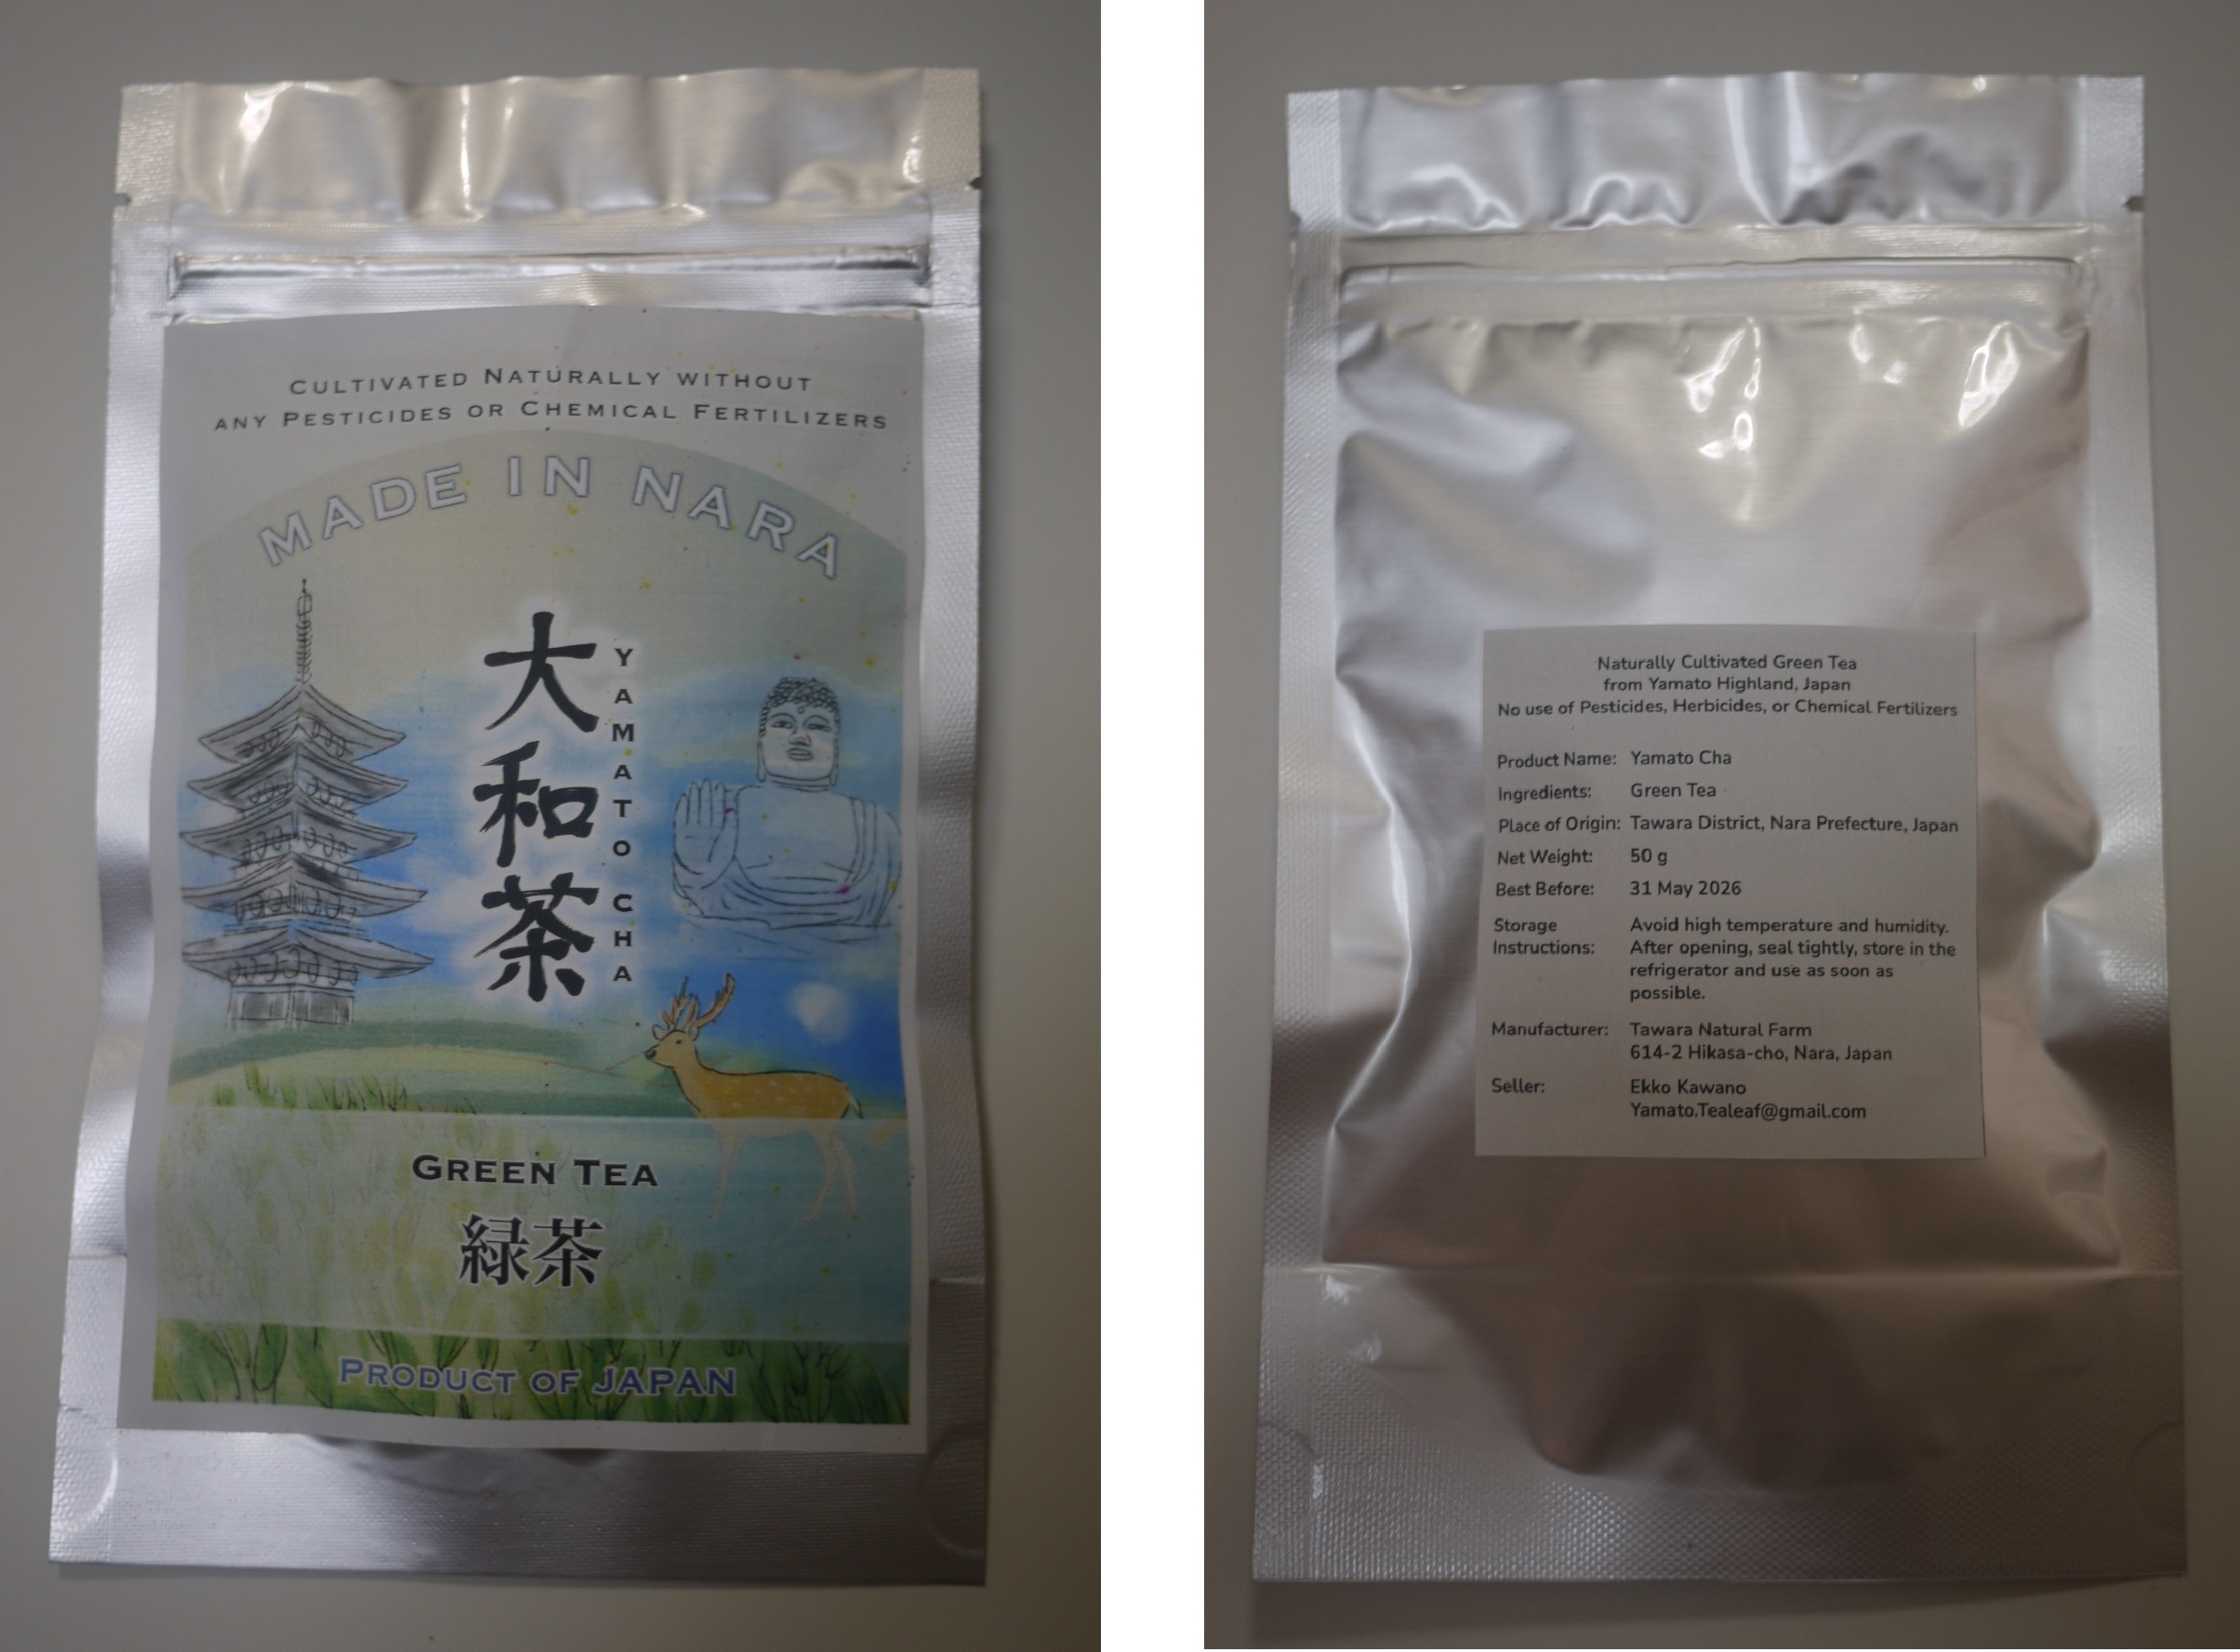 CULTIVATED NATURALLY WITHOUT
ANY PESTICIDES OR CHEMICAL FERTILIZERS
MADE IN NARA
大和茶
YAMATO CHA
GREEN TEA
緑茶
PRODUCT OF JAPAN
Naturally Cultivated Green Tea
from Yamato Highland, Japan
No use of Pesticides, Herbicides, or Chemical Fertilizers
Product Name: Yamato Cha
Ingredients: Green Tea
Place of Origin: Tawara District, Nara Prefecture, Japan
Net Weight: 50 g
Best Before: 31 May 2026
Storage Avoid high temperature and humidity.
Instructions: After opening, seal tightly, store in the
refrigerator and use as soon as
possible.
Manufacturer: Tawara Natural Farm
614-2 Hikasa-cho, Nara, Japan
Seller: Ekko Kawano
Yamato.Tealeaf@gmail.com